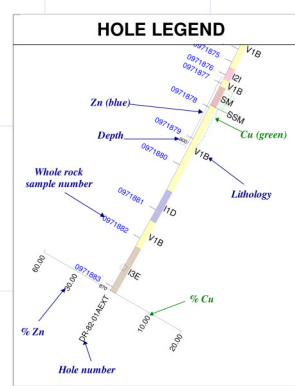 HOLE LEGEND
0971875
V1B
0971876
I2I
0971877
V1B
0971878
SM
Zn (blue)
SSM
Cu (green)
0971879
Depth
500
0971880
V1B
Whole rock
sample number
Lithology
0971881
I1D
0971882
V1B
60.00
0971883
I3E
30.00
570
% Cu
DR-82-01AEXT
10.00
% Zn
20.00
Hole number